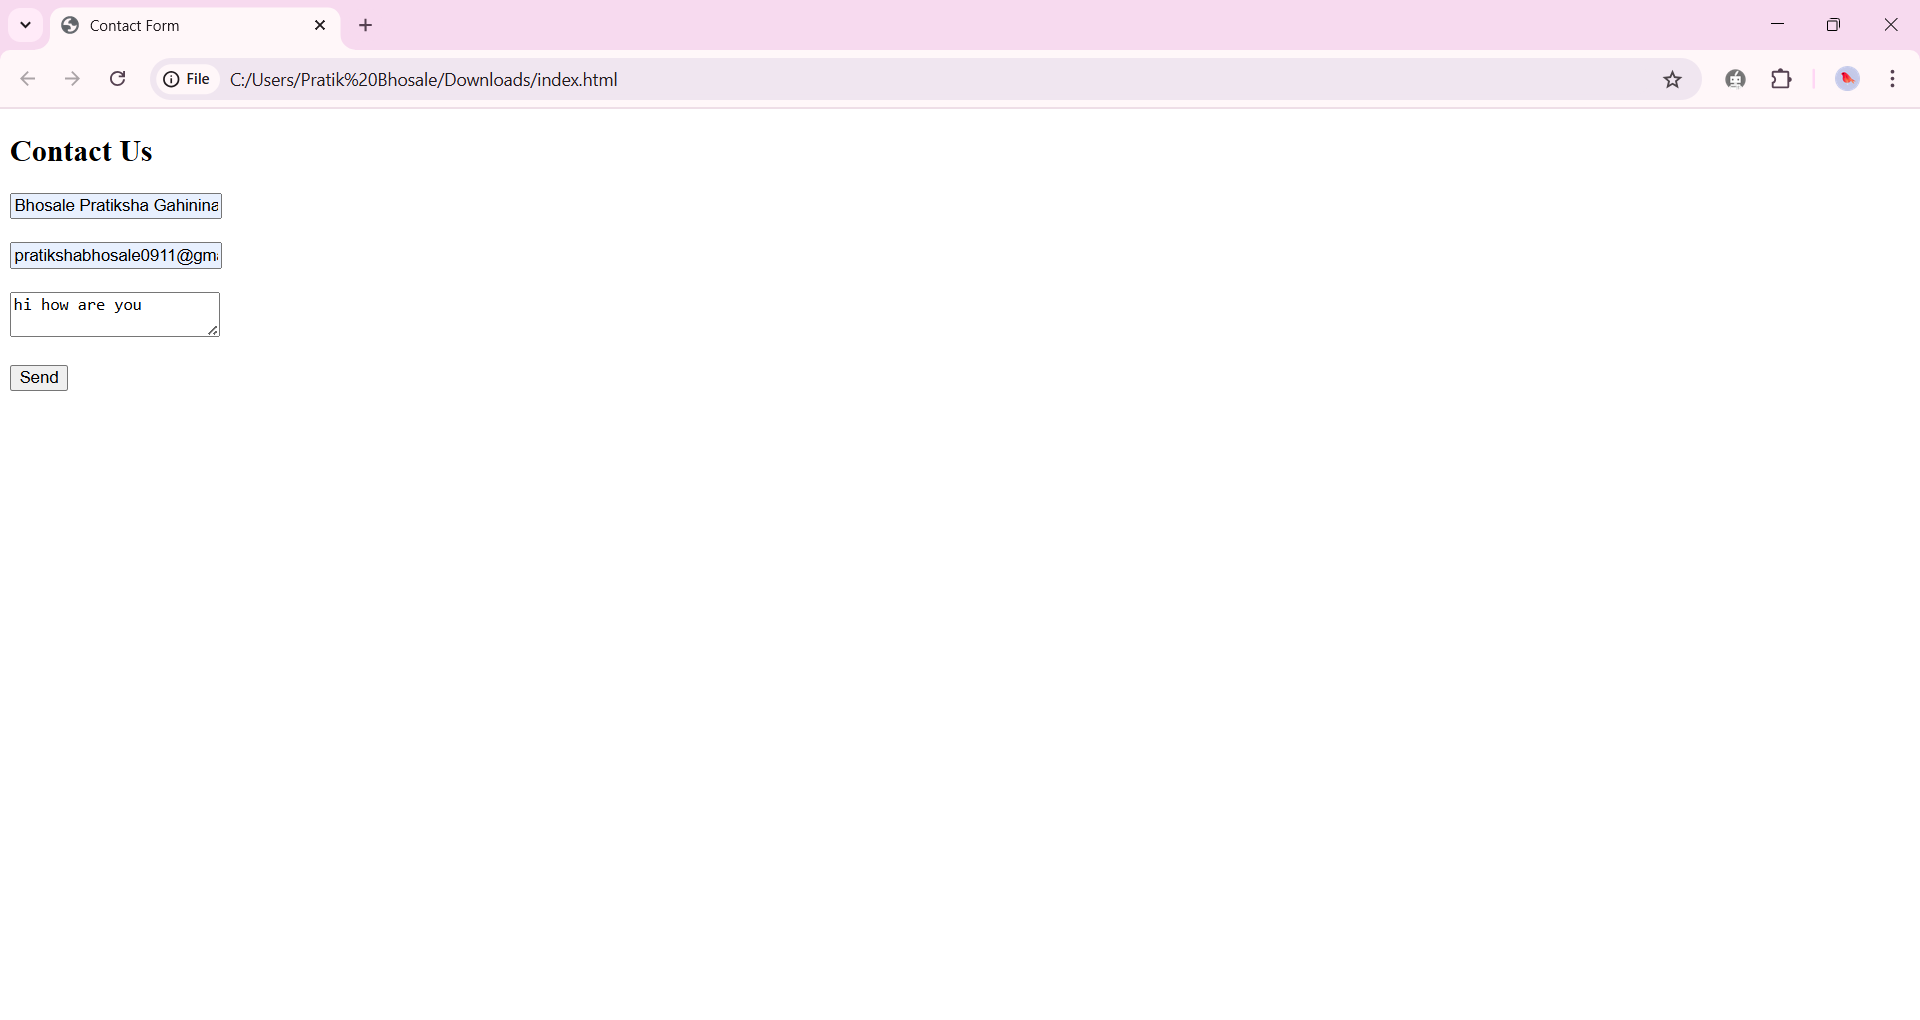 Contact Form
File C:/Users/Pratik%20Bhosale/Downloads/index.html
Contact Us
Bhosale Pratiksha Gahinina
pratikshabhosale0911@gm
hi how are you
Send